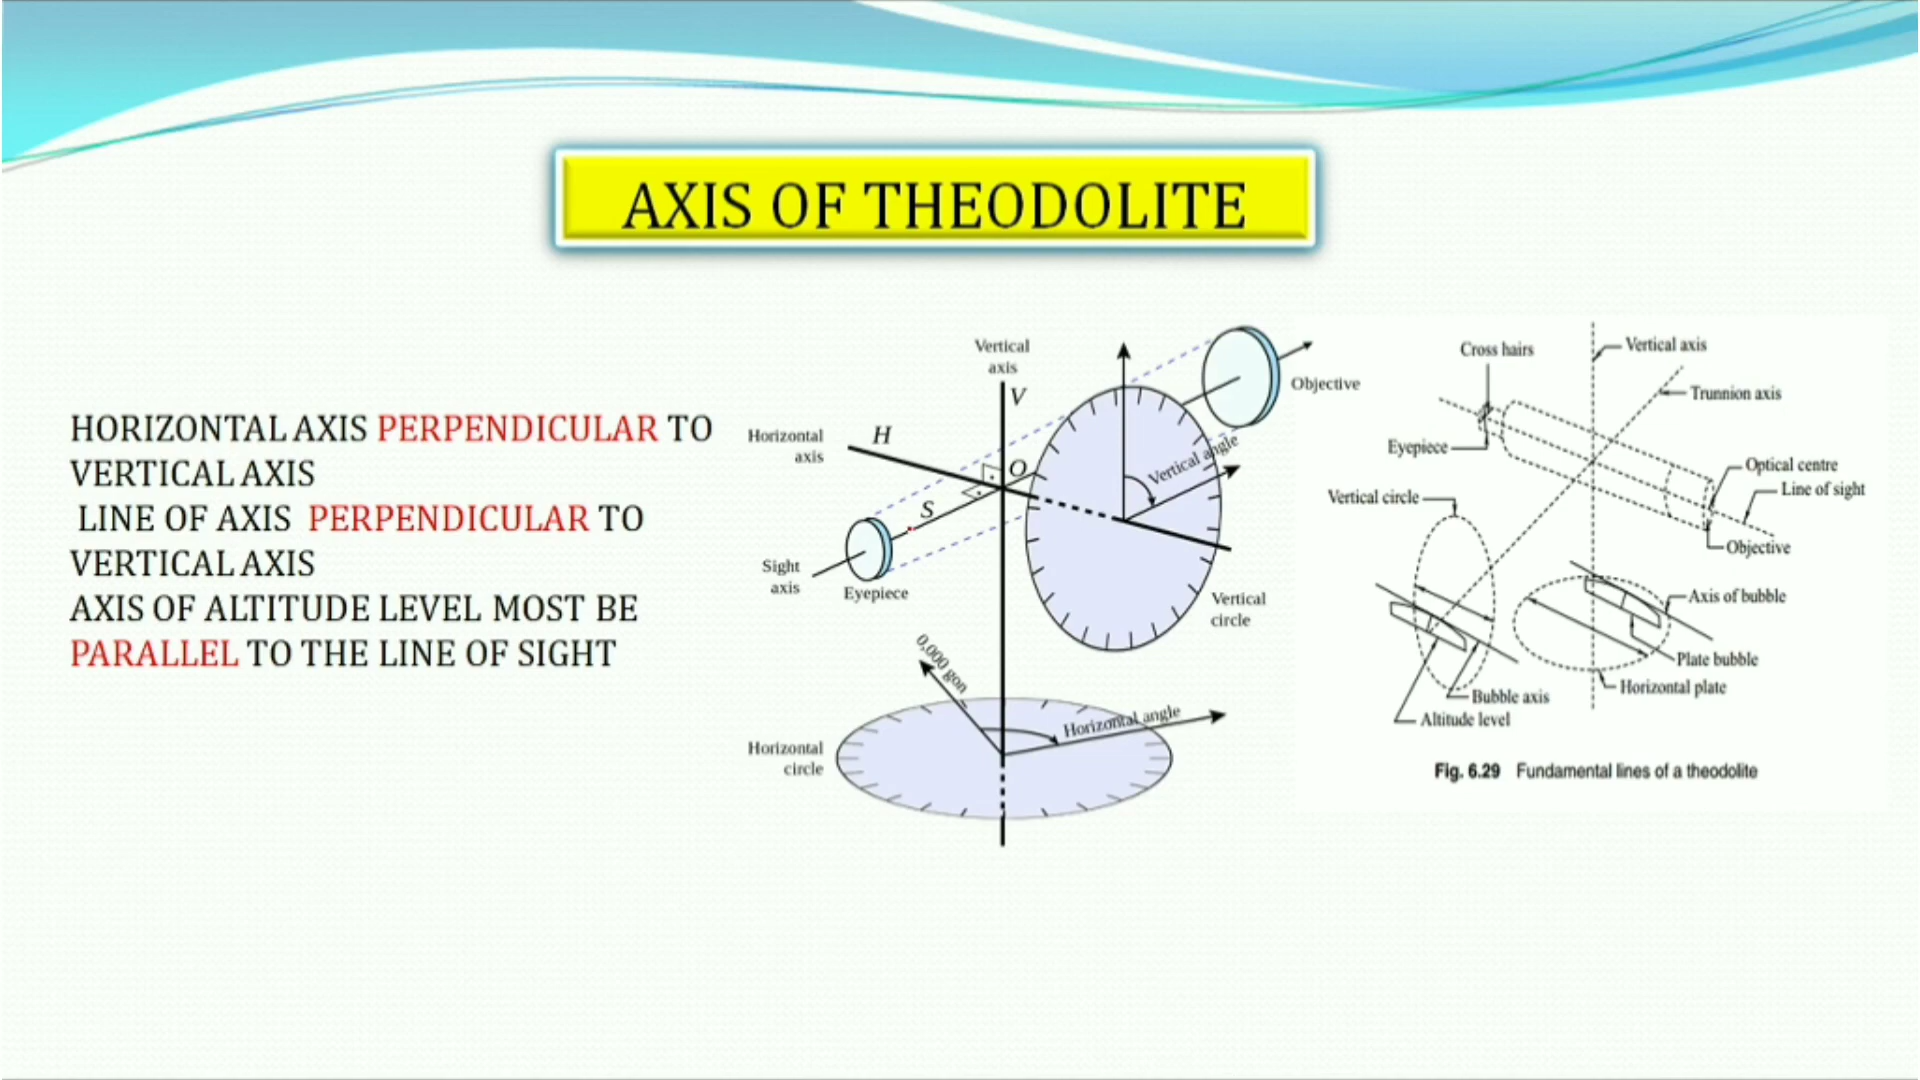 AXIS OF THEODOLITE
HORIZONTAL AXIS PERPENDICULAR TO
VERTICAL AXIS
LINE OF AXIS PERPENDICULAR TO
VERTICAL AXIS
AXIS OF ALTITUDE LEVEL MOST BE
PARALLEL TO THE LINE OF SIGHT
Vertical
axis
V
Horizontal
axis
H
O
S
Sight
axis
Eyepiece
Objective
Vertical angle
Vertical
circle
0,000 gon
Horizontal angle
Horizontal
circle
Cross hairs
Vertical axis
Trunnion axis
Eyepiece
Optical centre
Line of sight
Vertical circle
Objective
Axis of bubble
Plate bubble
Horizontal plate
Bubble axis
Altitude level
Fig. 6.29 Fundamental lines of a theodolite